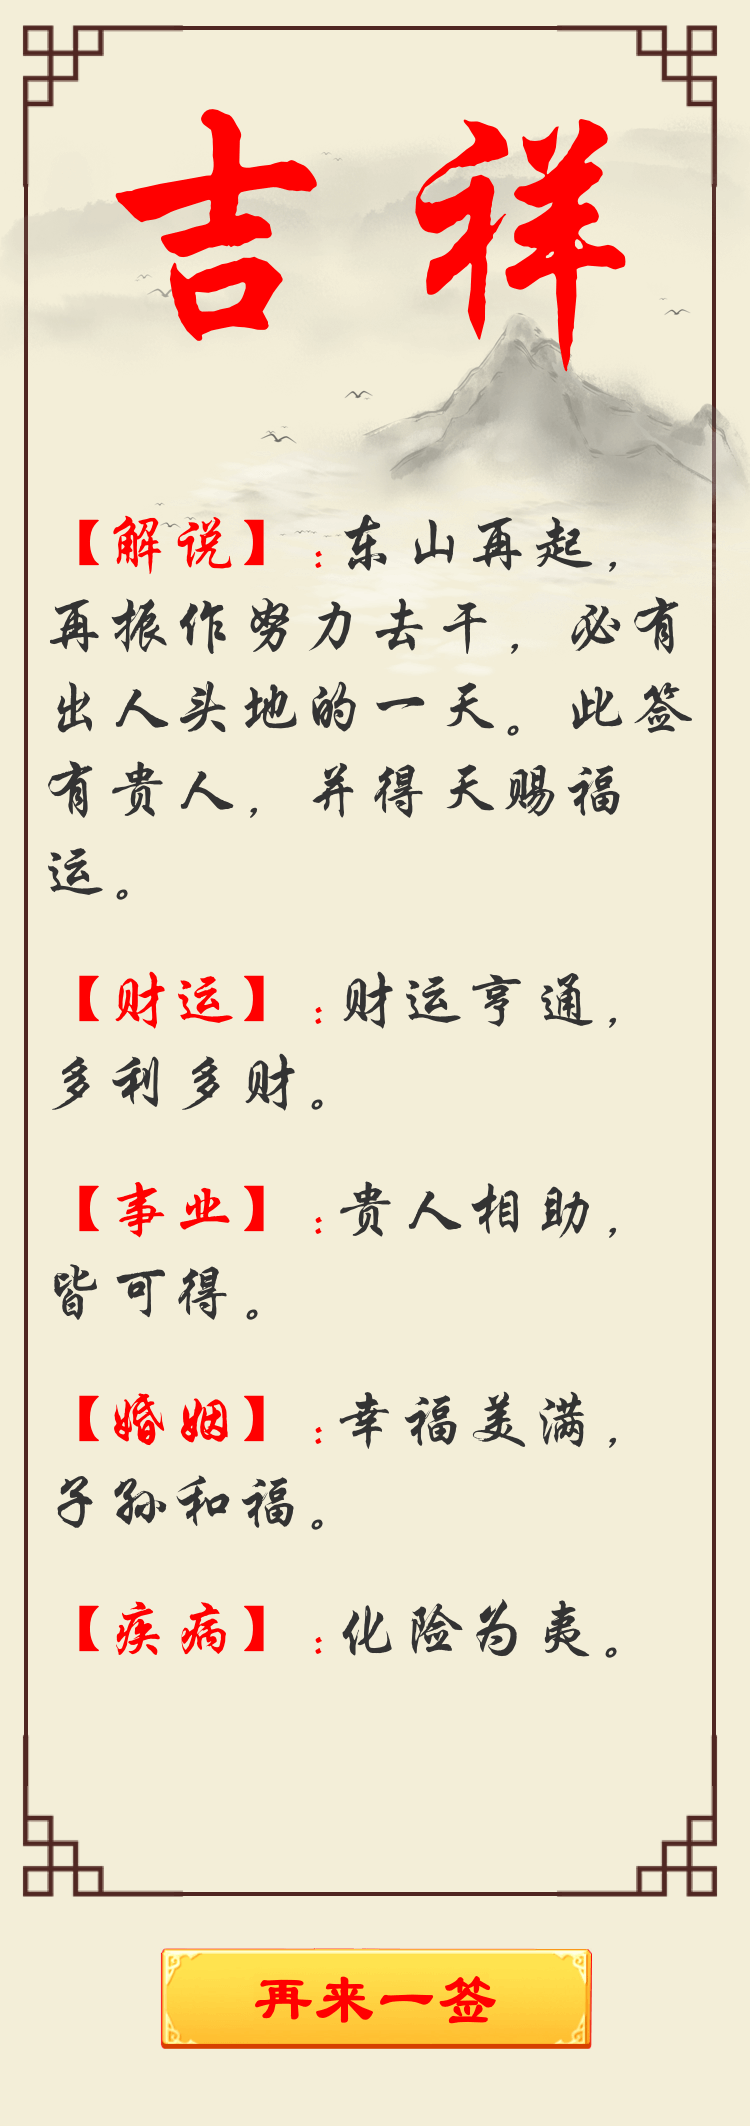 吉祥
【解说】:东山再起,
再振作努力去干,必有
出人头地的一天。此签
有贵人,并得天赐福
运。
【财运】:财运亨通,
多利多财。
【事业】:贵人相助,
皆可得。
【婚姻】:幸福美满,
子孙和福。
【疾病】:化险为夷。
再来一签